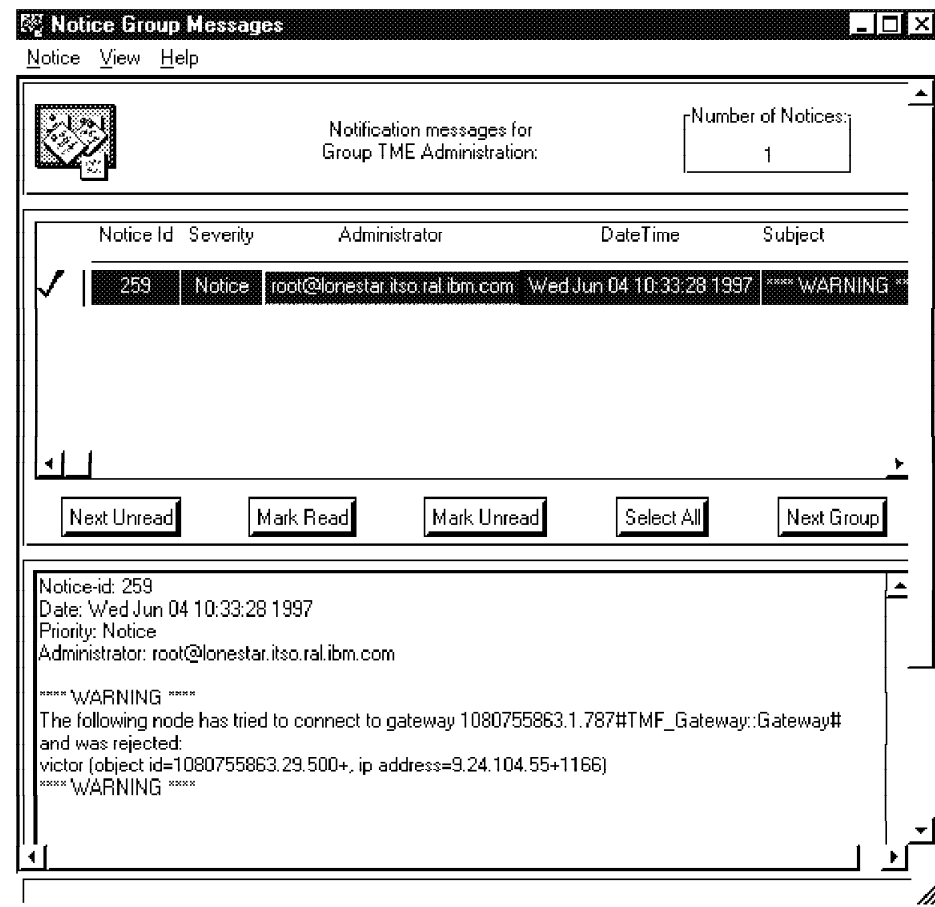 Notice Group Messages
Notice View Help
Notification messages for
Group TME Administration:
Number of Notices:
1
Notice Id Severity Administrator DateTime Subject
259 Notice root@lonestar.itso.ral.ibm.com Wed Jun 04 10:33:28 1997 **** WARNING **
Next Unread Mark Read Mark Unread Select All Next Group
Notice-id: 259
Date: Wed Jun 04 10:33:28 1997
Priority: Notice
Administrator: root@lonestar.itso.ral.ibm.com
**** WARNING ****
The following node has tried to connect to gateway 1080755863.1.787#TMF_Gateway::Gateway#
and was rejected:
victor (object id=1080755863.29.500+, ip address=9.24.104.55+1166)
**** WARNING ****